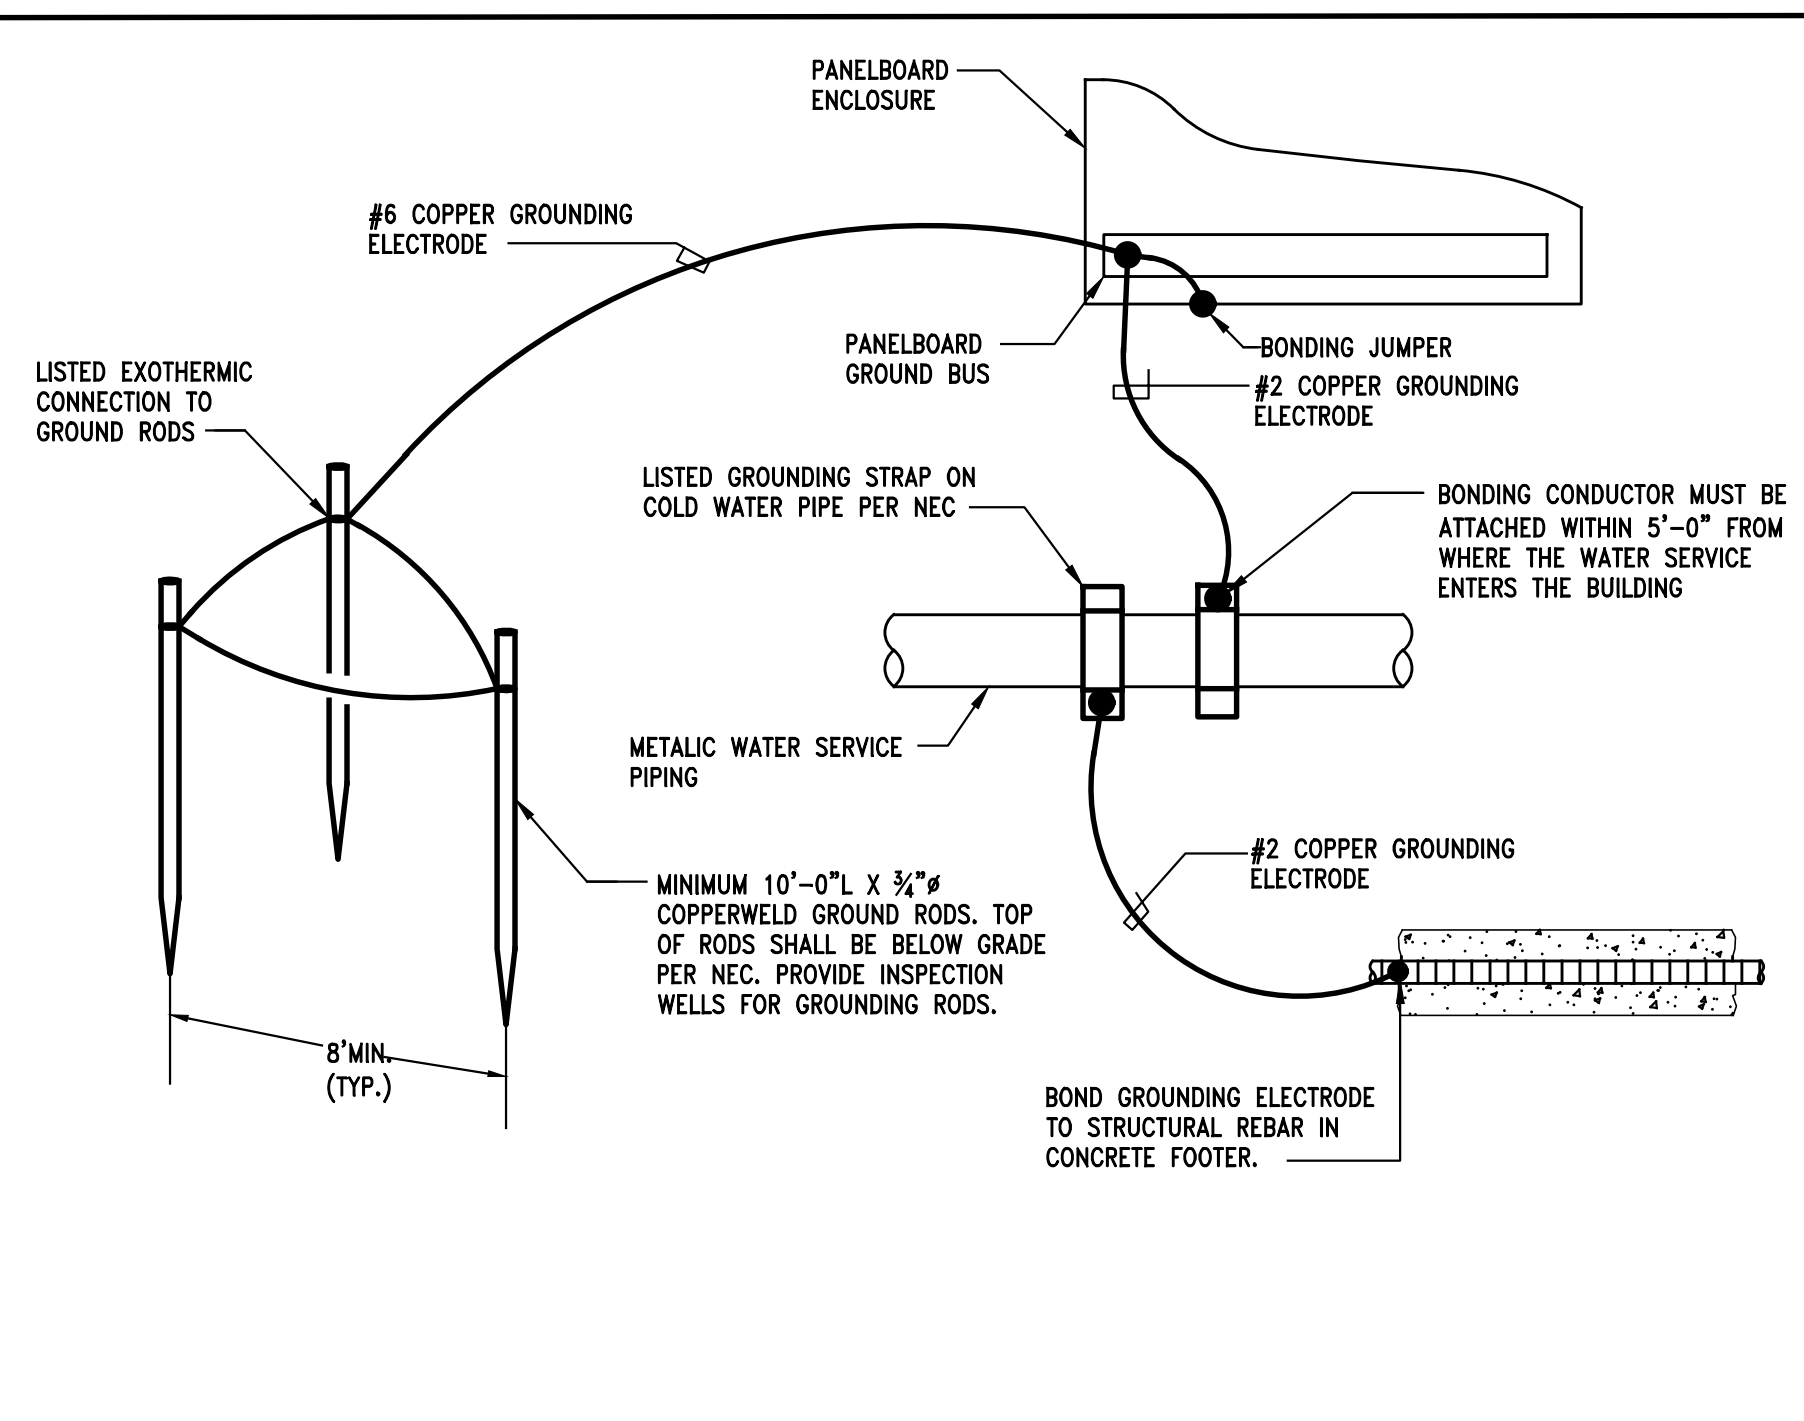 PANELBOARD
ENCLOSURE
#6 COPPER GROUNDING
ELECTRODE
PANELBOARD
GROUND BUS
BONDING JUMPER
#2 COPPER GROUNDING
ELECTRODE
LISTED EXOTHERMIC
CONNECTION TO
GROUND RODS
LISTED GROUNDING STRAP ON
COLD WATER PIPE PER NEC
BONDING CONDUCTOR MUST BE
ATTACHED WITHIN 5'-0" FROM
WHERE THE WATER SERVICE
ENTERS THE BUILDING
METALIC WATER SERVICE
PIPING
#2 COPPER GROUNDING
ELECTRODE
MINIMUM 10'-0"L X ¾"ø
COPPERWELD GROUND RODS. TOP
OF RODS SHALL BE BELOW GRADE
PER NEC. PROVIDE INSPECTION
WELLS FOR GROUNDING RODS.
8'MIN.
(TYP.)
BOND GROUNDING ELECTRODE
TO STRUCTURAL REBAR IN
CONCRETE FOOTER.